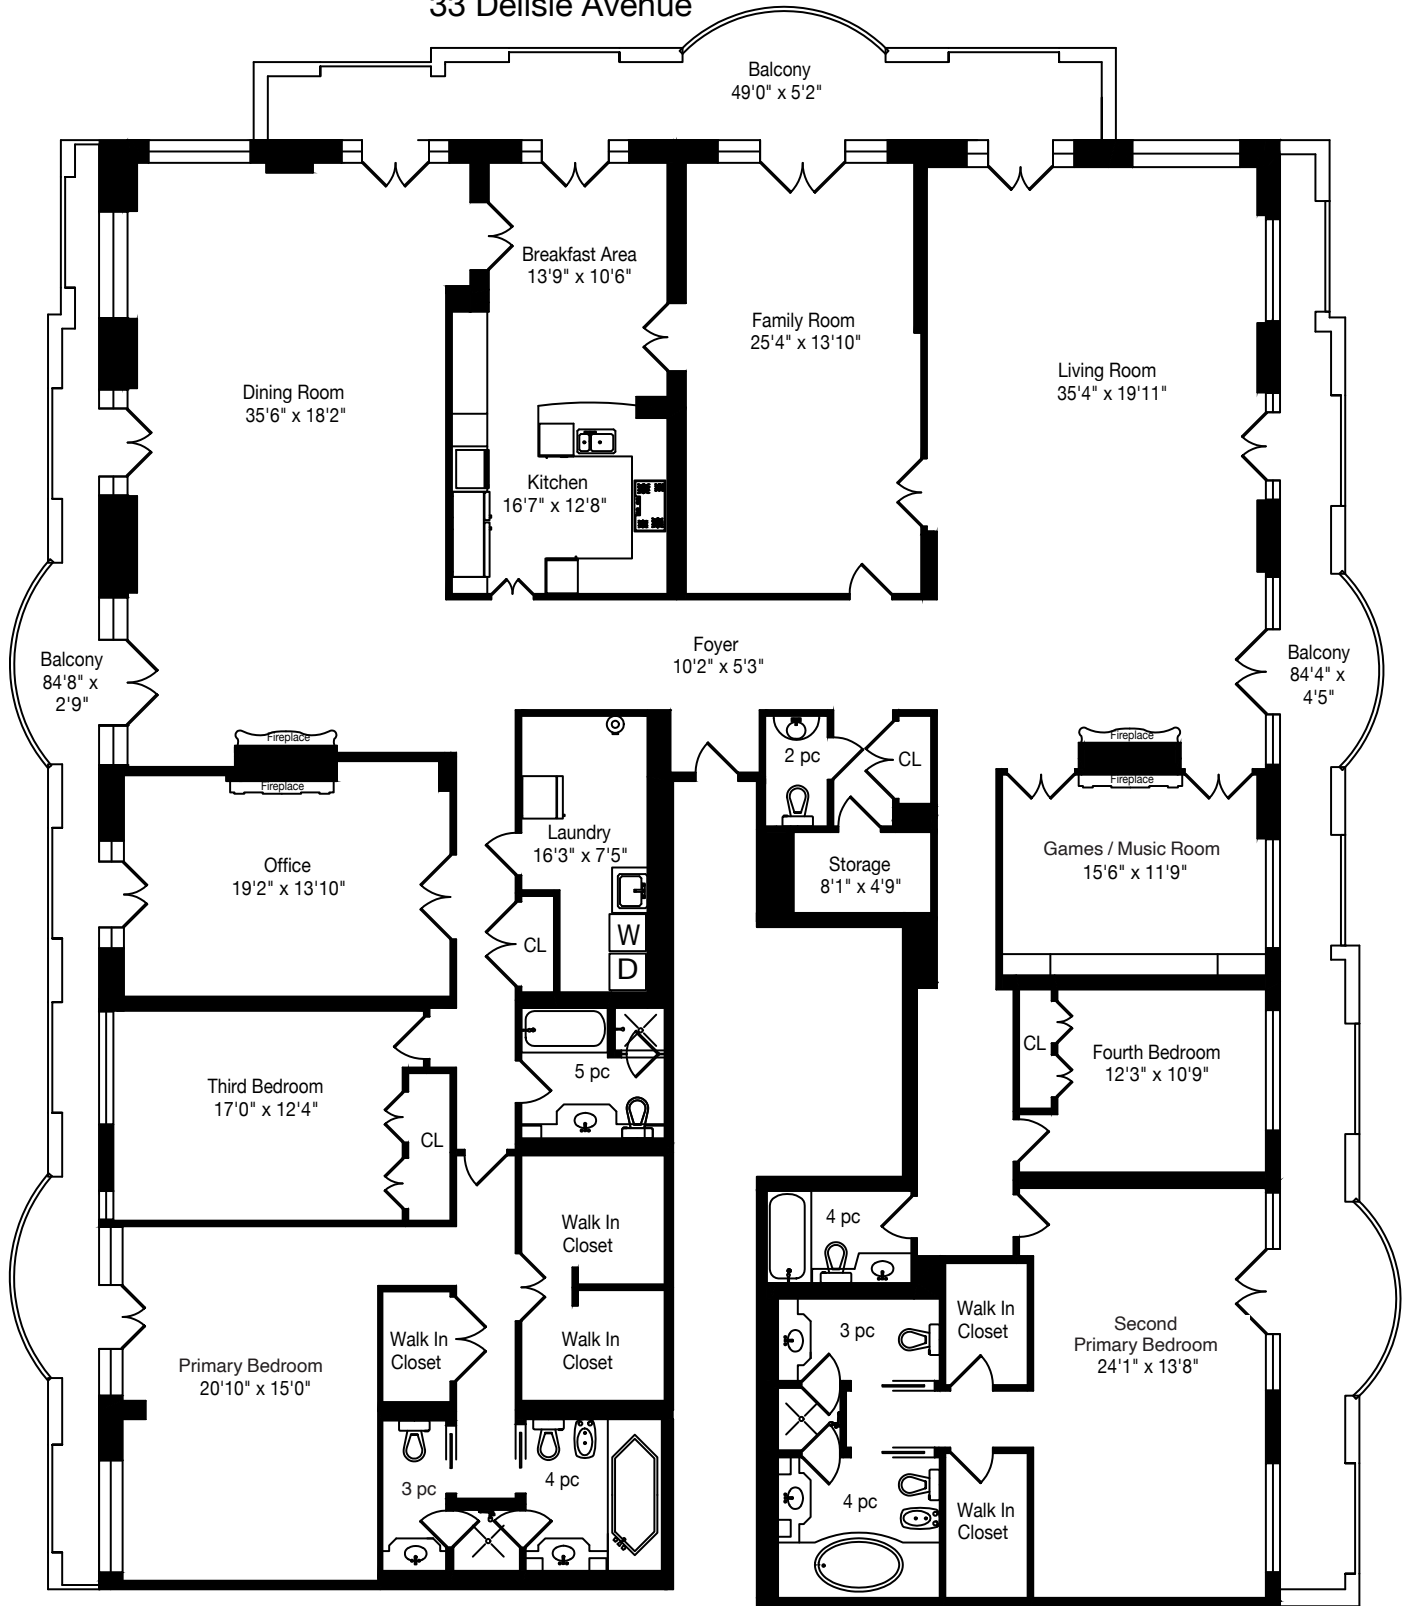 33 Delisle Avenue
Balcony
49'0" x 5'2"
Breakfast Area
13'9" x 10'6"
Family Room
25'4" x 13'10"
Living Room
35'4" x 19'11"
Dining Room
35'6" x 18'2"
Kitchen
16'7" x 12'8"
Foyer
10'2" x 5'3"
Balcony
84'8" x
2'9"
Balcony
84'4" x
4'5"
Fireplace
Fireplace
Fireplace
Fireplace
2 pc
CL
Laundry
16'3" x 7'5"
Office
19'2" x 13'10"
Storage
8'1" x 4'9"
Games / Music Room
15'6" x 11'9"
CL
W
D
CL
Fourth Bedroom
12'3" x 10'9"
5 pc
Third Bedroom
17'0" x 12'4"
CL
Walk In
Closet
4 pc
Walk In
Closet
Walk In
Closet
Primary Bedroom
20'10" x 15'0"
3 pc
Walk In
Closet
Second
Primary Bedroom
24'1" x 13'8"
3 pc
4 pc
4 pc
Walk In
Closet